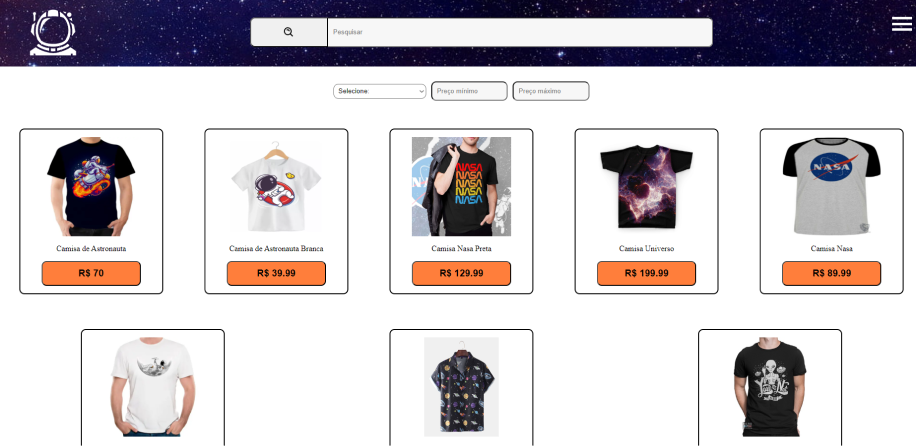 Pesquisar
Selecione:
Preço mínimo
Preço máximo
NASA
NASA
NASA
NASA
NASA
NASA
Camisa de Astronauta
Camisa de Astronauta Branca
Camisa Nasa Preta
Camisa Universo
Camisa Nasa
R$ 70
R$ 39.99
R$ 129.99
R$ 199.99
R$ 89.99